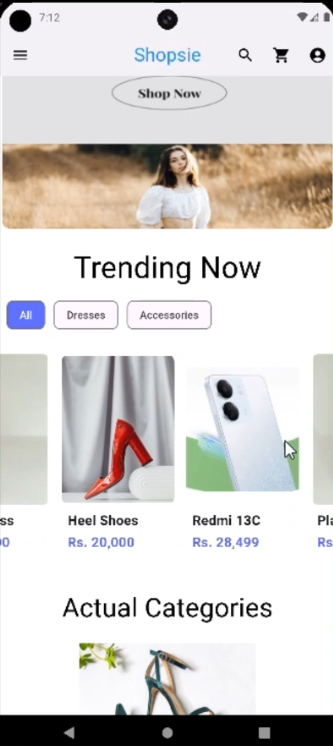 7:12
Shopsie
Shop Now
Trending Now
All Dresses Accessories
ss Heel Shoes Redmi 13C Pla
00 Rs. 20,000 Rs. 28,499 Rs.
Actual Categories